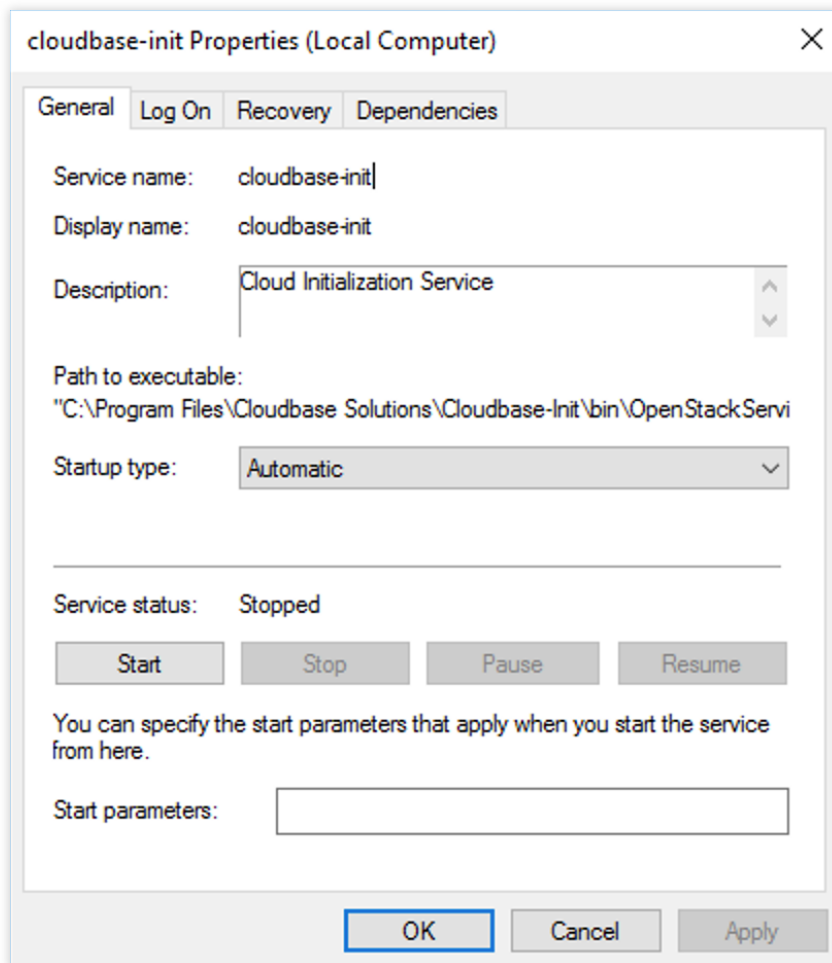 cloudbase-init Properties (Local Computer)
General Log On Recovery Dependencies
Service name: cloudbase-init
Display name: cloudbase-init
Description: Cloud Initialization Service
Path to executable:
"C:\Program Files\Cloudbase Solutions\Cloudbase-Init\bin\OpenStackServi
Startup type: Automatic
Service status: Stopped
Start Stop Pause Resume
You can specify the start parameters that apply when you start the service
from here.
Start parameters:
OK Cancel Apply